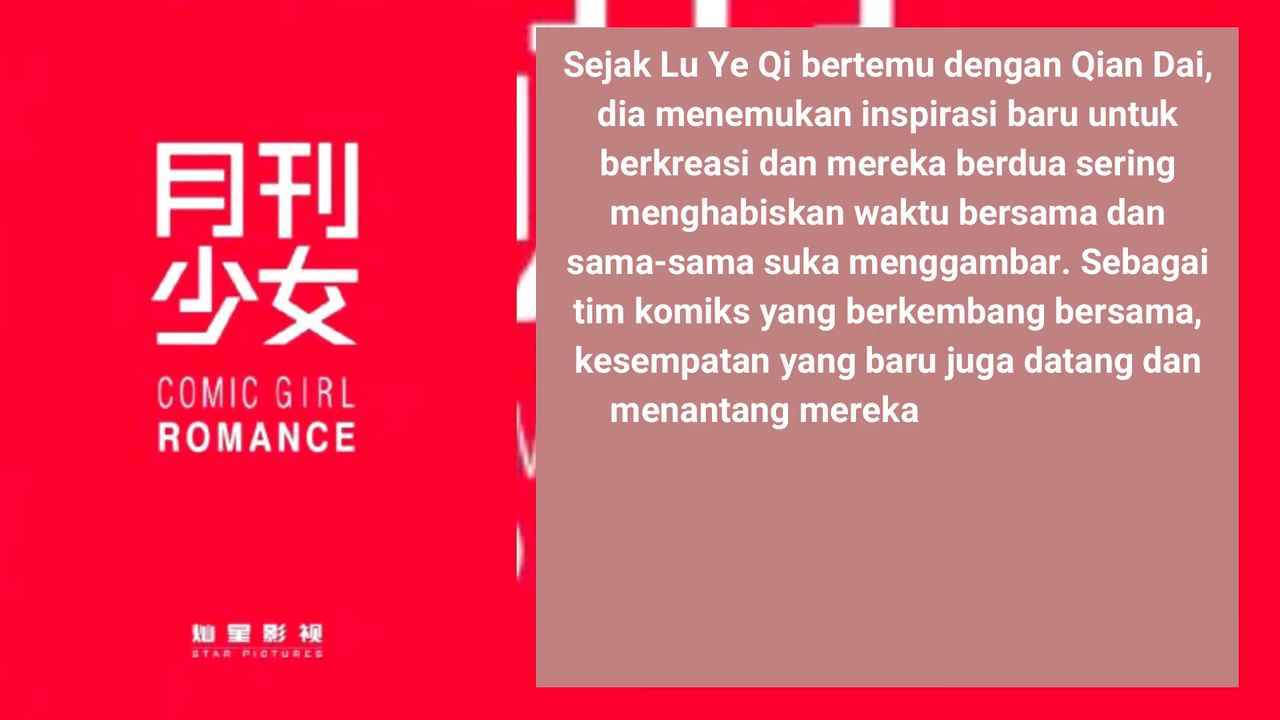 月刊
少女
COMIC GIRL
ROMANCE
灿星影视
STAR PICTURES
Sejak Lu Ye Qi bertemu dengan Qian Dai,
dia menemukan inspirasi baru untuk
berkreasi dan mereka berdua sering
menghabiskan waktu bersama dan
sama-sama suka menggambar. Sebagai
tim komiks yang berkembang bersama,
kesempatan yang baru juga datang dan
menantang mereka